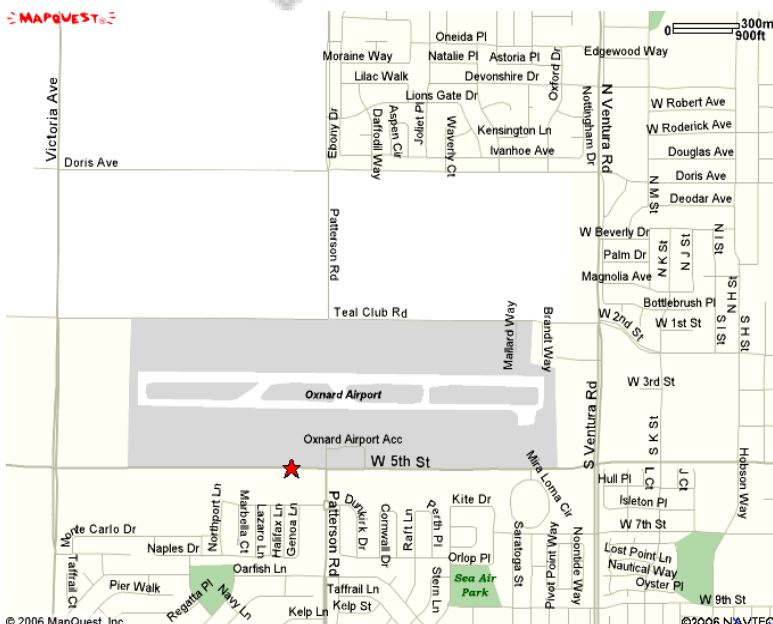 MAPQUEST
0 300m
900ft
Oneida Pl
Moraine Way
Natalie Pl
Astoria Pl
Oxford Dr
Edgewood Way
Lilac Walk
Devonshire Dr
Lions Gate Dr
Victoria Ave
Ebony Dr
Daffodil Way
Aspen Cir
Joliet Pl
Waverly Ct
Kensington Ln
Ivanhoe Ave
Nottingham Dr
N Ventura Rd
W Robert Ave
W Roderick Ave
Douglas Ave
Doris Ave
Doris Ave
Deodar Ave
N M St
Patterson Rd
W Beverly Dr
N K St
N J St
N I St
Palm Dr
Magnolia Ave
Bottlebrush Pl
N H St
Teal Club Rd
Mallard Way
Brandt Way
W 2nd St
W 1st St
S I St
S H St
Oxnard Airport
S Ventura Rd
W 3rd St
S K St
Oxnard Airport Acc
W 5th St
Mira Loma Cir
Hull Pl
L Ct
J Ct
Hobson Way
Isleton Pl
Northport Ln
Marbella Ct
Lazaro Ln
Halifax Ln
Genoa Ln
Patterson Rd
Dunkirk Dr
Cornwall Dr
Perth Pl
Kite Dr
Saratoga St
Pivot Point Way
Noontide Way
W 7th St
Monte Carlo Dr
Naples Dr
Orlop Pl
Lost Point Ln
Nautical Way
Oyster Pl
Taffrail Ct
Pier Walk
Oarfish Ln
Regatta Pl
Navy Ln
Taffrail Ln
Kelp Ln
Kelp St
Stern Ln
Sea Air
Park
W 9th St
© 2006 MapQuest, Inc
©2006 NAVTEQ